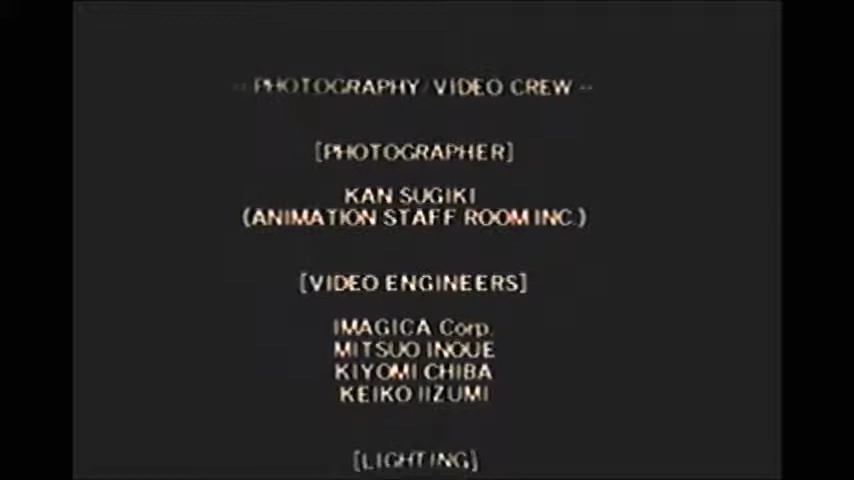 -- PHOTOGRAPHY/VIDEO CREW --
[PHOTOGRAPHER]
KAN SUGIKI
(ANIMATION STAFF ROOM INC.)
[VIDEO ENGINEERS]
IMAGICA Corp.
MITSUO INOUE
KIYOMI CHIBA
KEIKO IIZUMI
[LIGHTING]